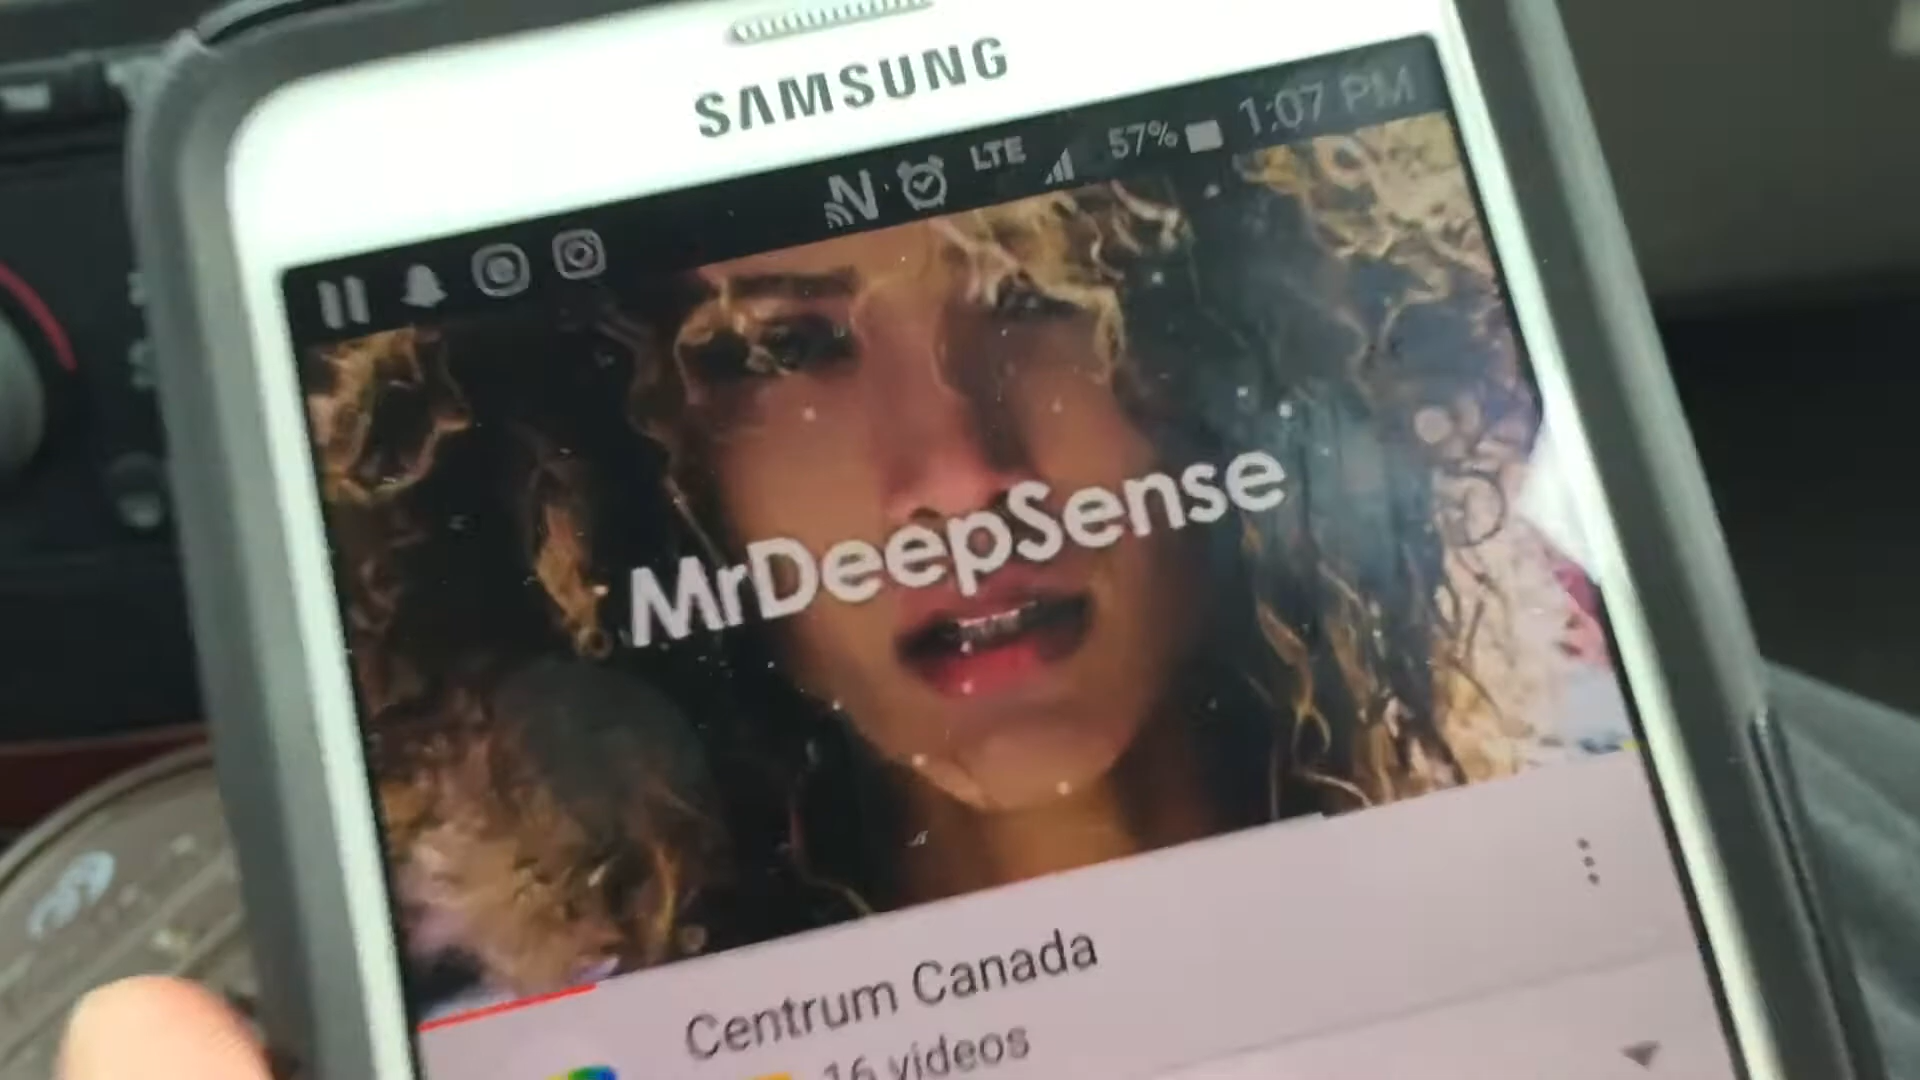 SAMSUNG
LTE 57% 1:07 PM
MrDeepSense
Centrum Canada
16 videos